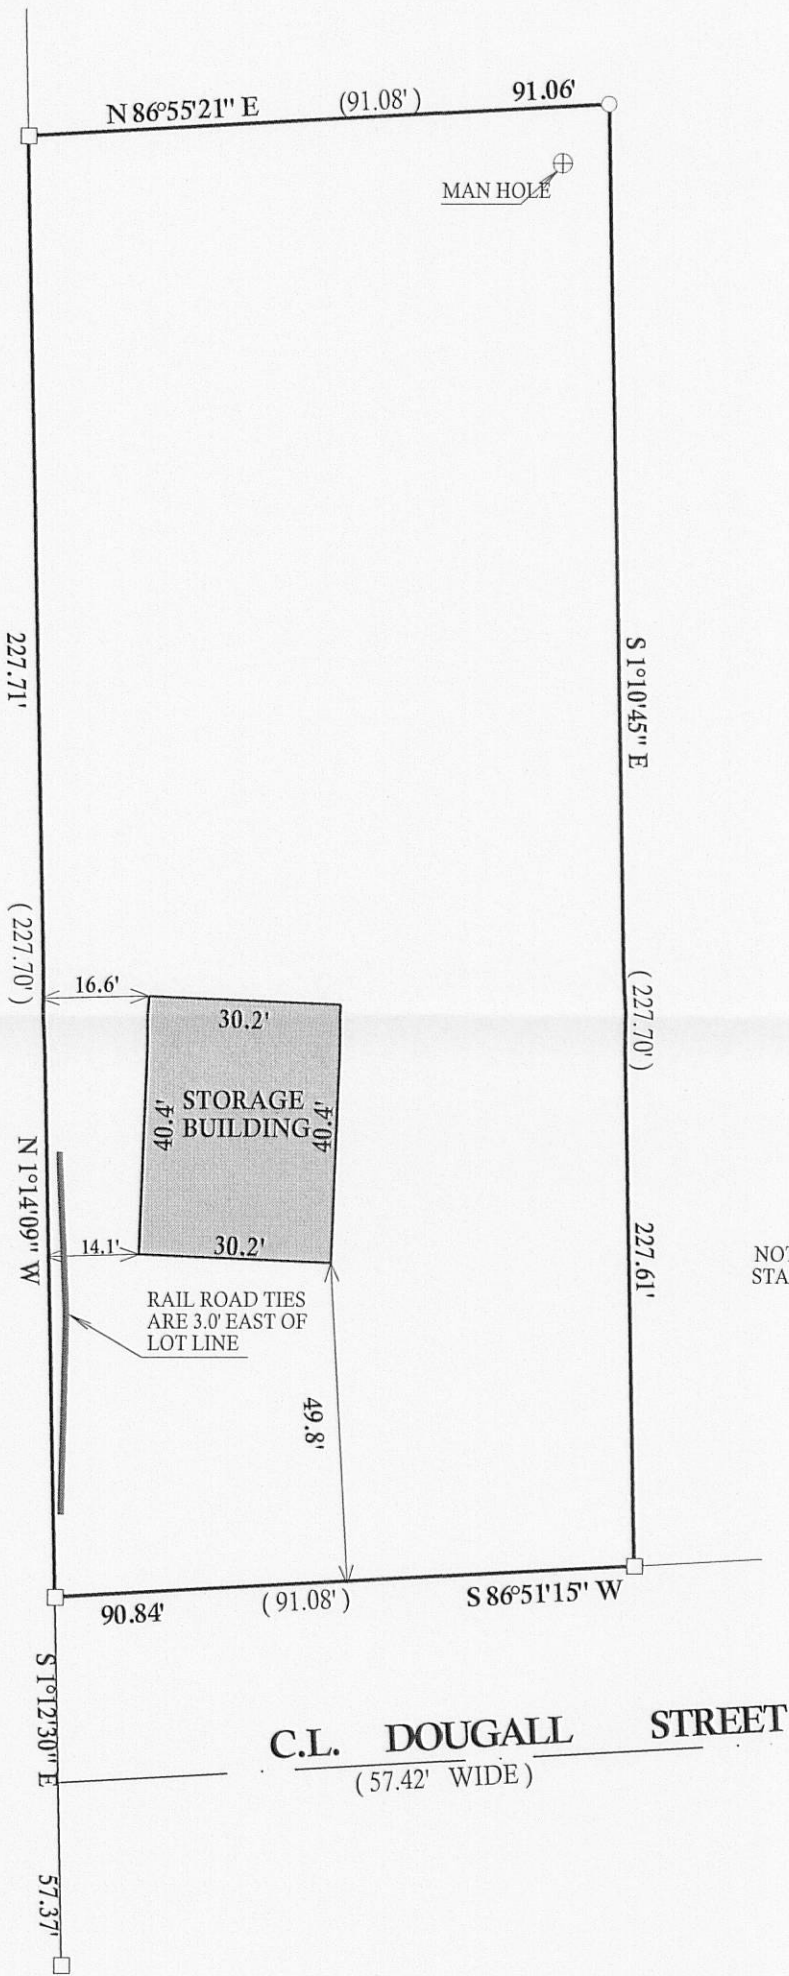 N 86°55'21" E (91.08') 91.06'
MAN HOLE
227.71'
S 1°10'45" E
(227.70')
(227.70')
16.6'
30.2'
STORAGE
BUILDING
40.4'
40.4'
N 1°14'09" W
227.61'
14.1'
30.2'
RAIL ROAD TIES
ARE 3.0' EAST OF
LOT LINE
49.8'
90.84' (91.08') S 86°51'15" W
S 1°12'30" E
C.L. DOUGALL STREET
(57.42' WIDE)
57.37'